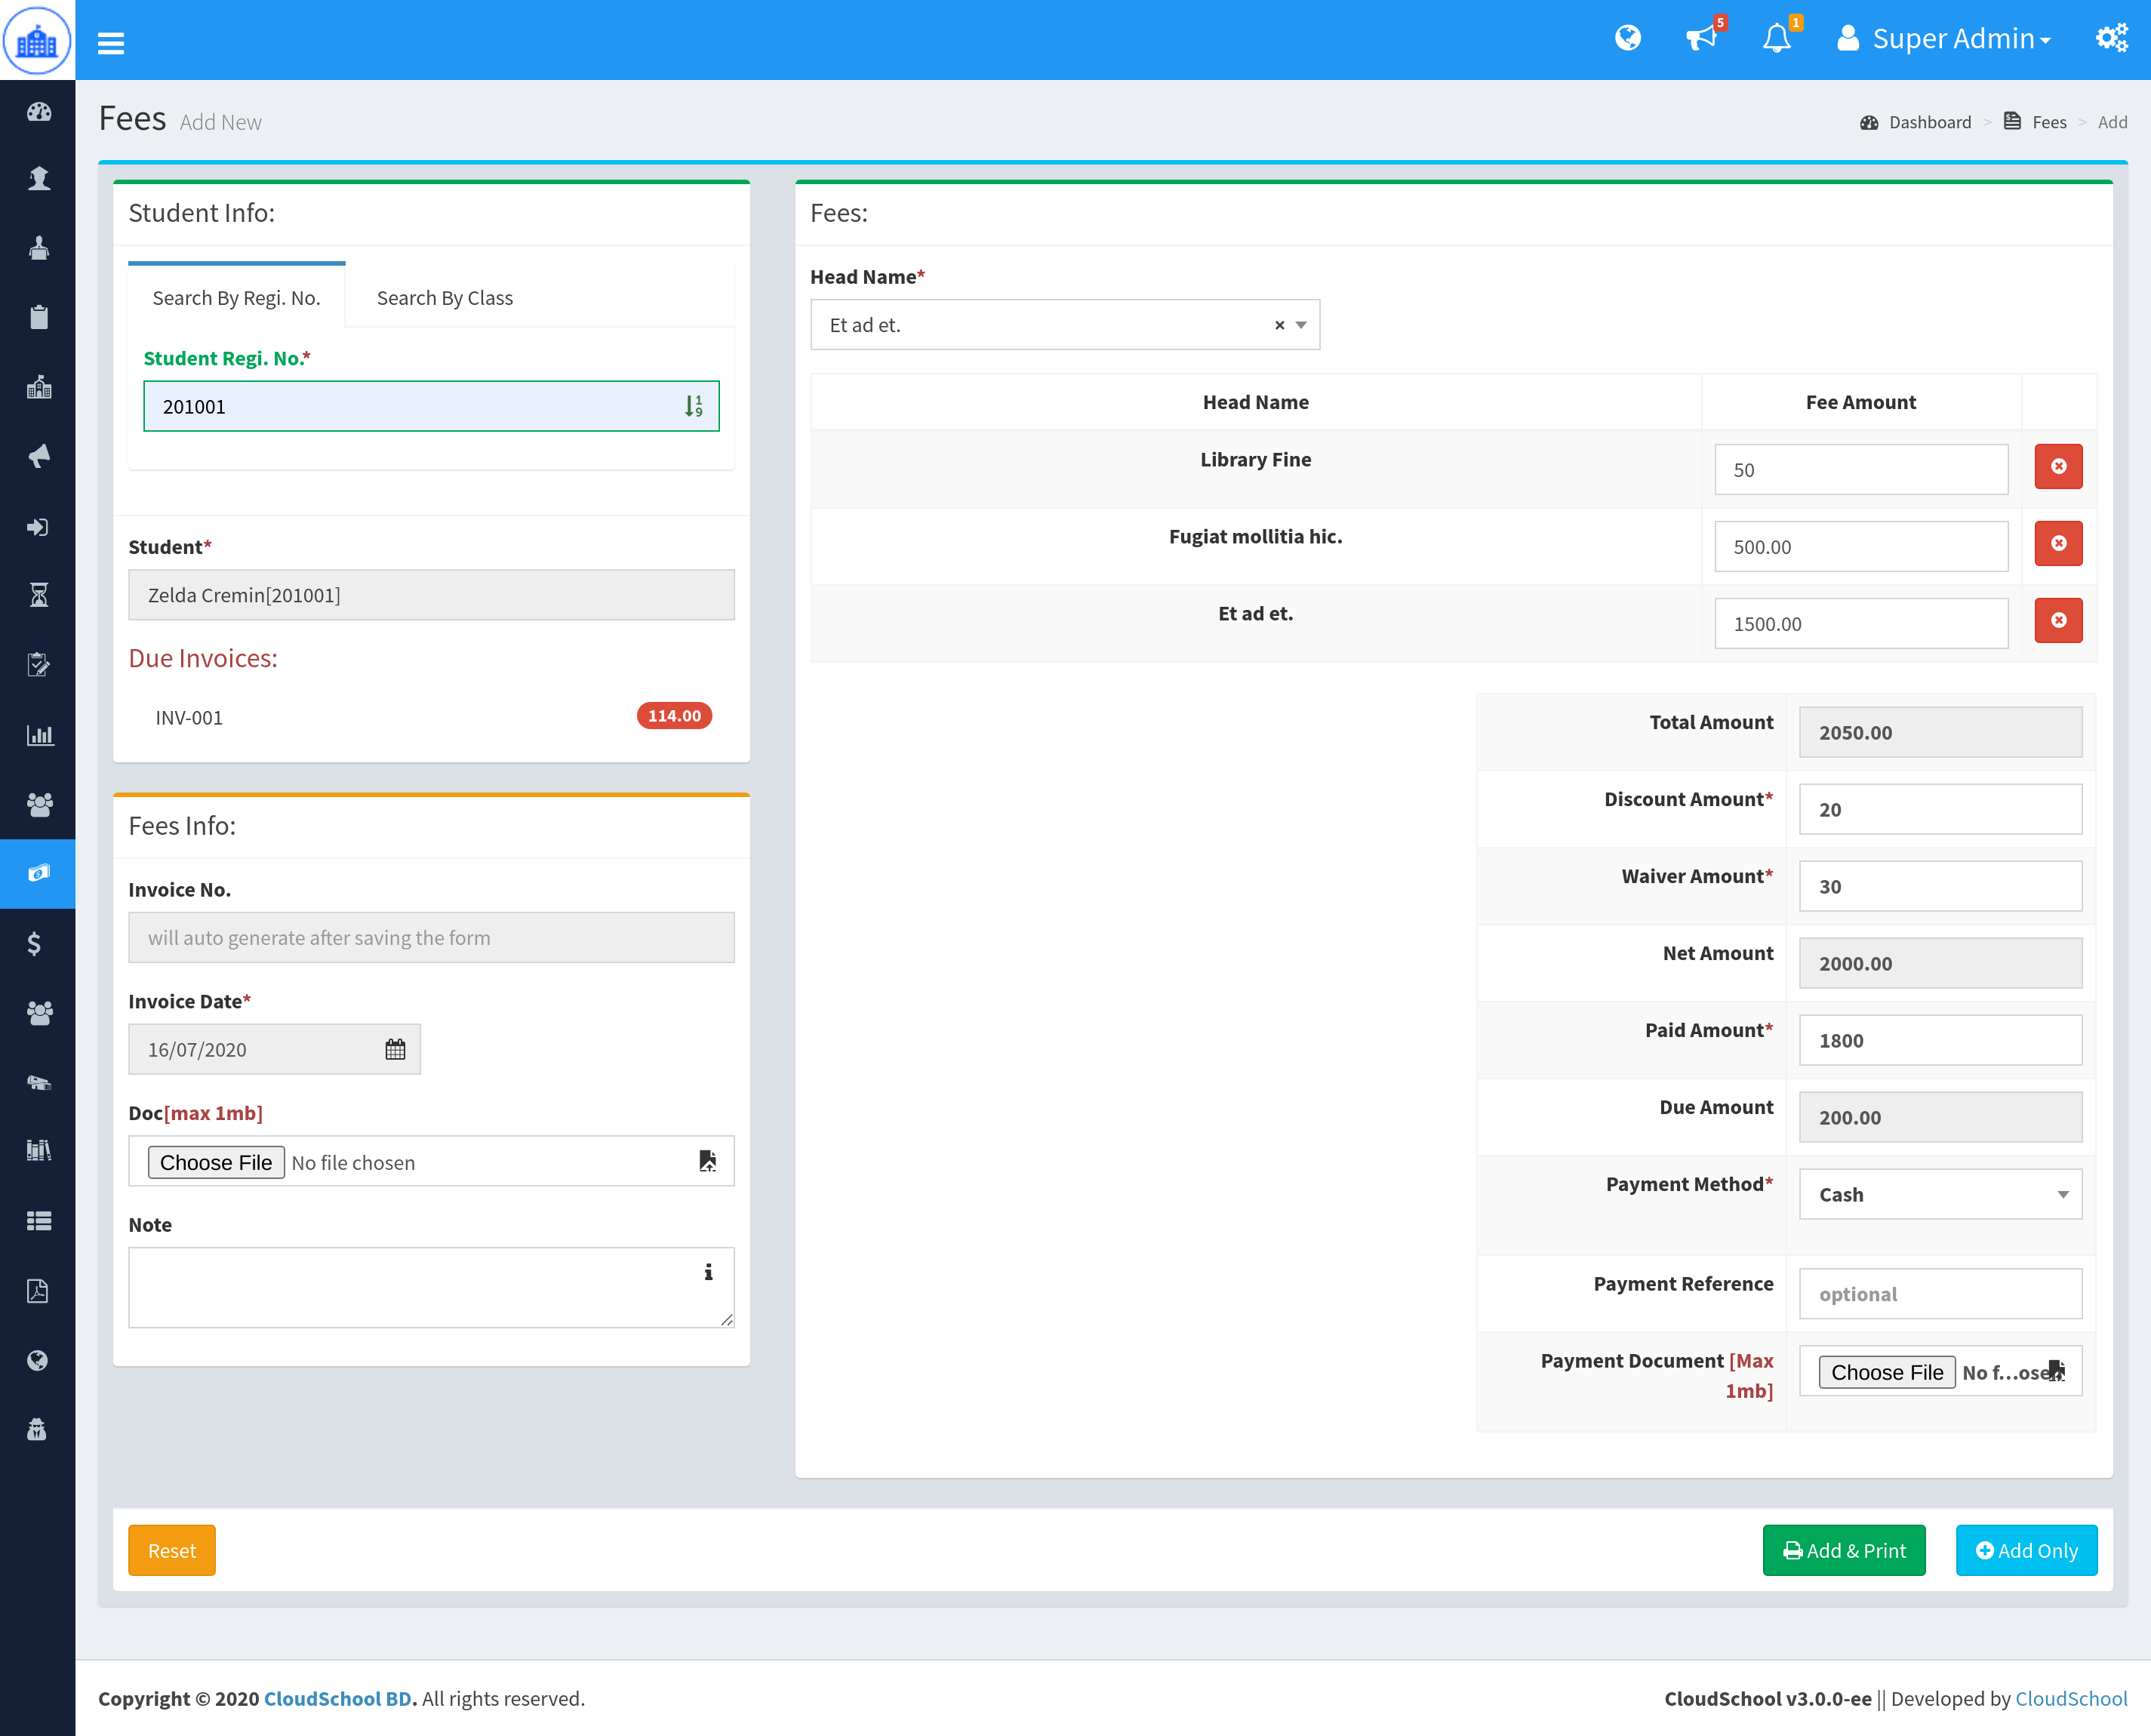 5
1
Super Admin
Fees Add New
Dashboard > Fees > Add
Student Info:
Search By Regi. No.
Search By Class
Student Regi. No.*
201001
Student*
Zelda Cremin[201001]
Due Invoices:
INV-001
114.00
Fees Info:
Invoice No.
will auto generate after saving the form
Invoice Date*
16/07/2020
Doc[max 1mb]
Choose File No file chosen
Note
Fees:
Head Name*
Et ad et.
× 
Head Name
Fee Amount
Library Fine
50
Fugiat mollitia hic.
500.00
Et ad et.
1500.00
Total Amount
2050.00
Discount Amount*
20
Waiver Amount*
30
Net Amount
2000.00
Paid Amount*
1800
Due Amount
200.00
Payment Method*
Cash
Payment Reference
optional
Payment Document [Max
1mb]
Choose File No f...ose
Reset
Add & Print
Add Only
Copyright © 2020 CloudSchool BD. All rights reserved.
CloudSchool v3.0.0-ee || Developed by CloudSchool